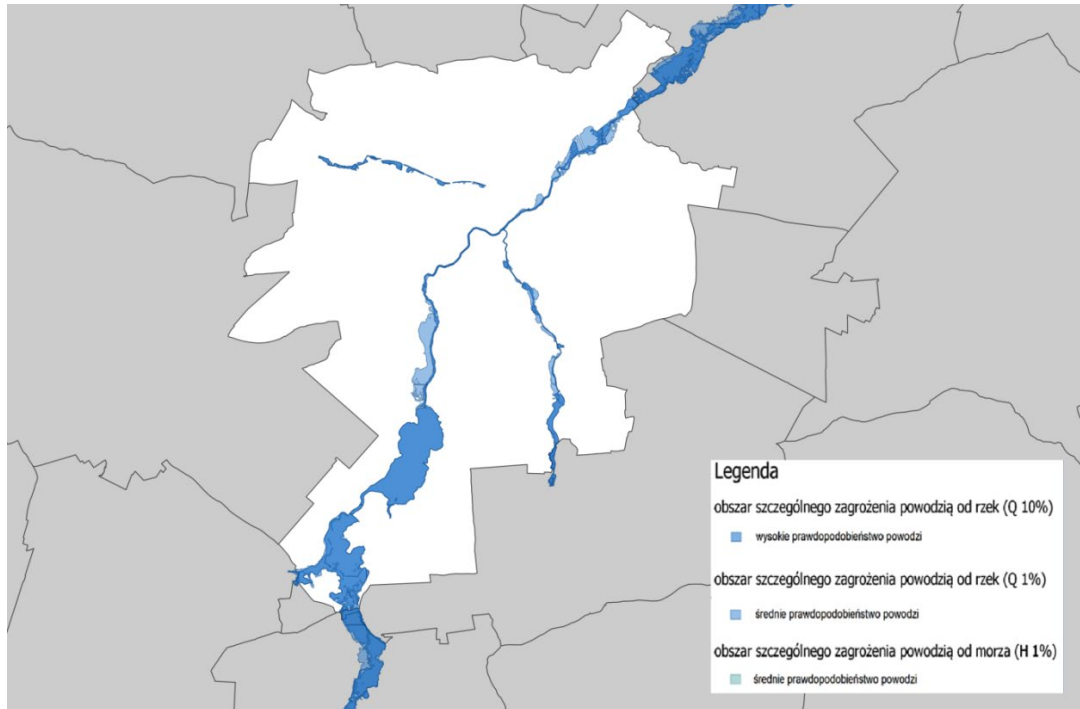 Legenda
obszar szczególnego zagrożenia powodzią od rzek (Q 10%)
wysokie prawdopodobieństwo powodzi
obszar szczególnego zagrożenia powodzią od rzek (Q 1%)
średnie prawdopodobieństwo powodzi
obszar szczególnego zagrożenia powodzią od morza (H 1%)
średnie prawdopodobieństwo powodzi